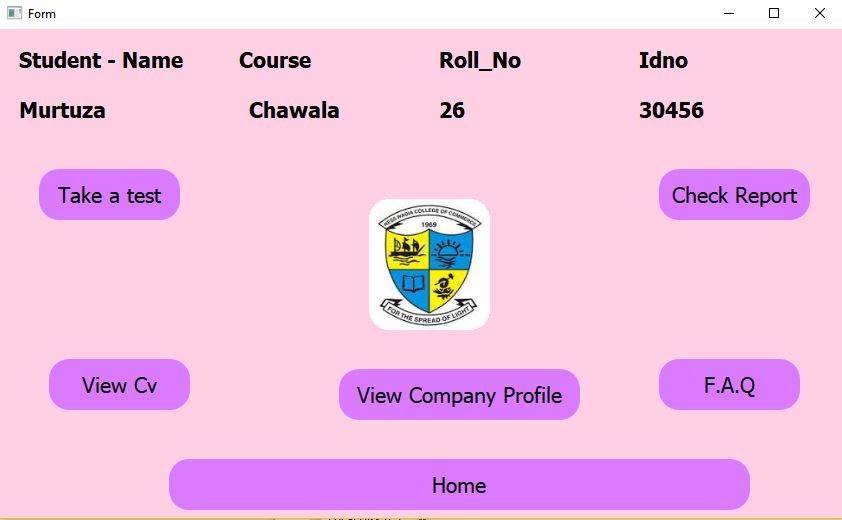 Form
Student - Name Course Roll_No Idno
Murtuza Chawala 26 30456
Take a test Check Report
NESS WADIA COLLEGE OF COMMERCE
1969
FOR THE SPREAD OF LIGHT
View Cv View Company Profile F.A.Q
Home